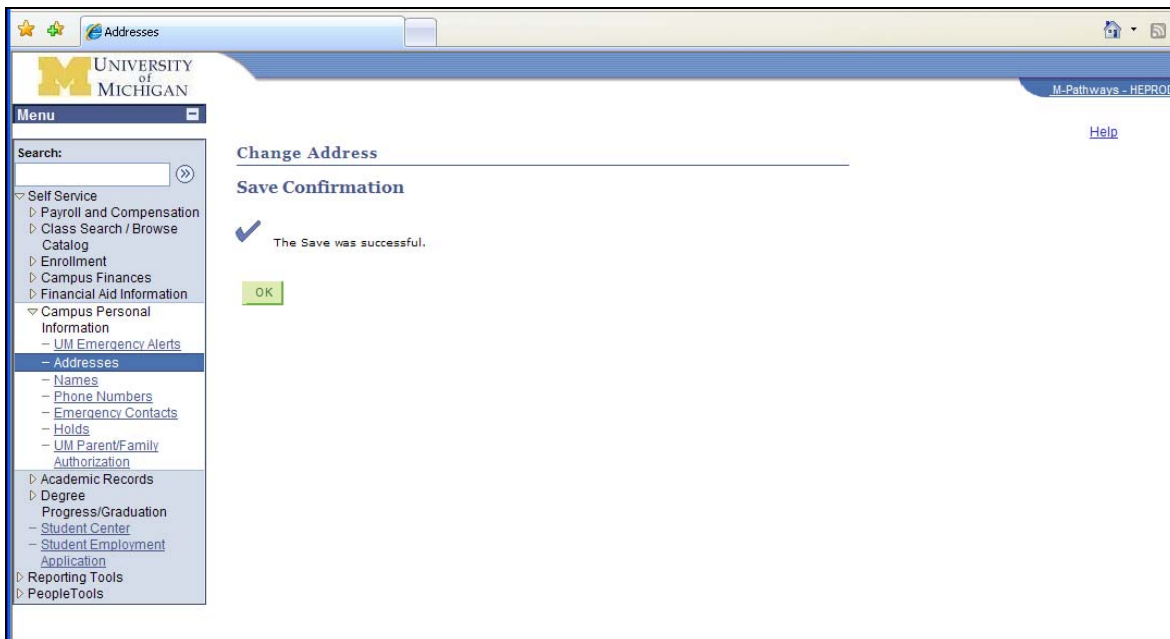 Addresses
UNIVERSITY
of
MICHIGAN
M-Pathways - HEPROD
Menu
Help
Search:
Change Address
Save Confirmation
Self Service
Payroll and Compensation
Class Search / Browse
Catalog
Enrollment
Campus Finances
Financial Aid Information
Campus Personal
Information
– UM Emergency Alerts
– Addresses
– Names
– Phone Numbers
– Emergency Contacts
– Holds
– UM Parent/Family
Authorization
Academic Records
Degree
Progress/Graduation
– Student Center
– Student Employment
Application
Reporting Tools
PeopleTools
The Save was successful.
OK